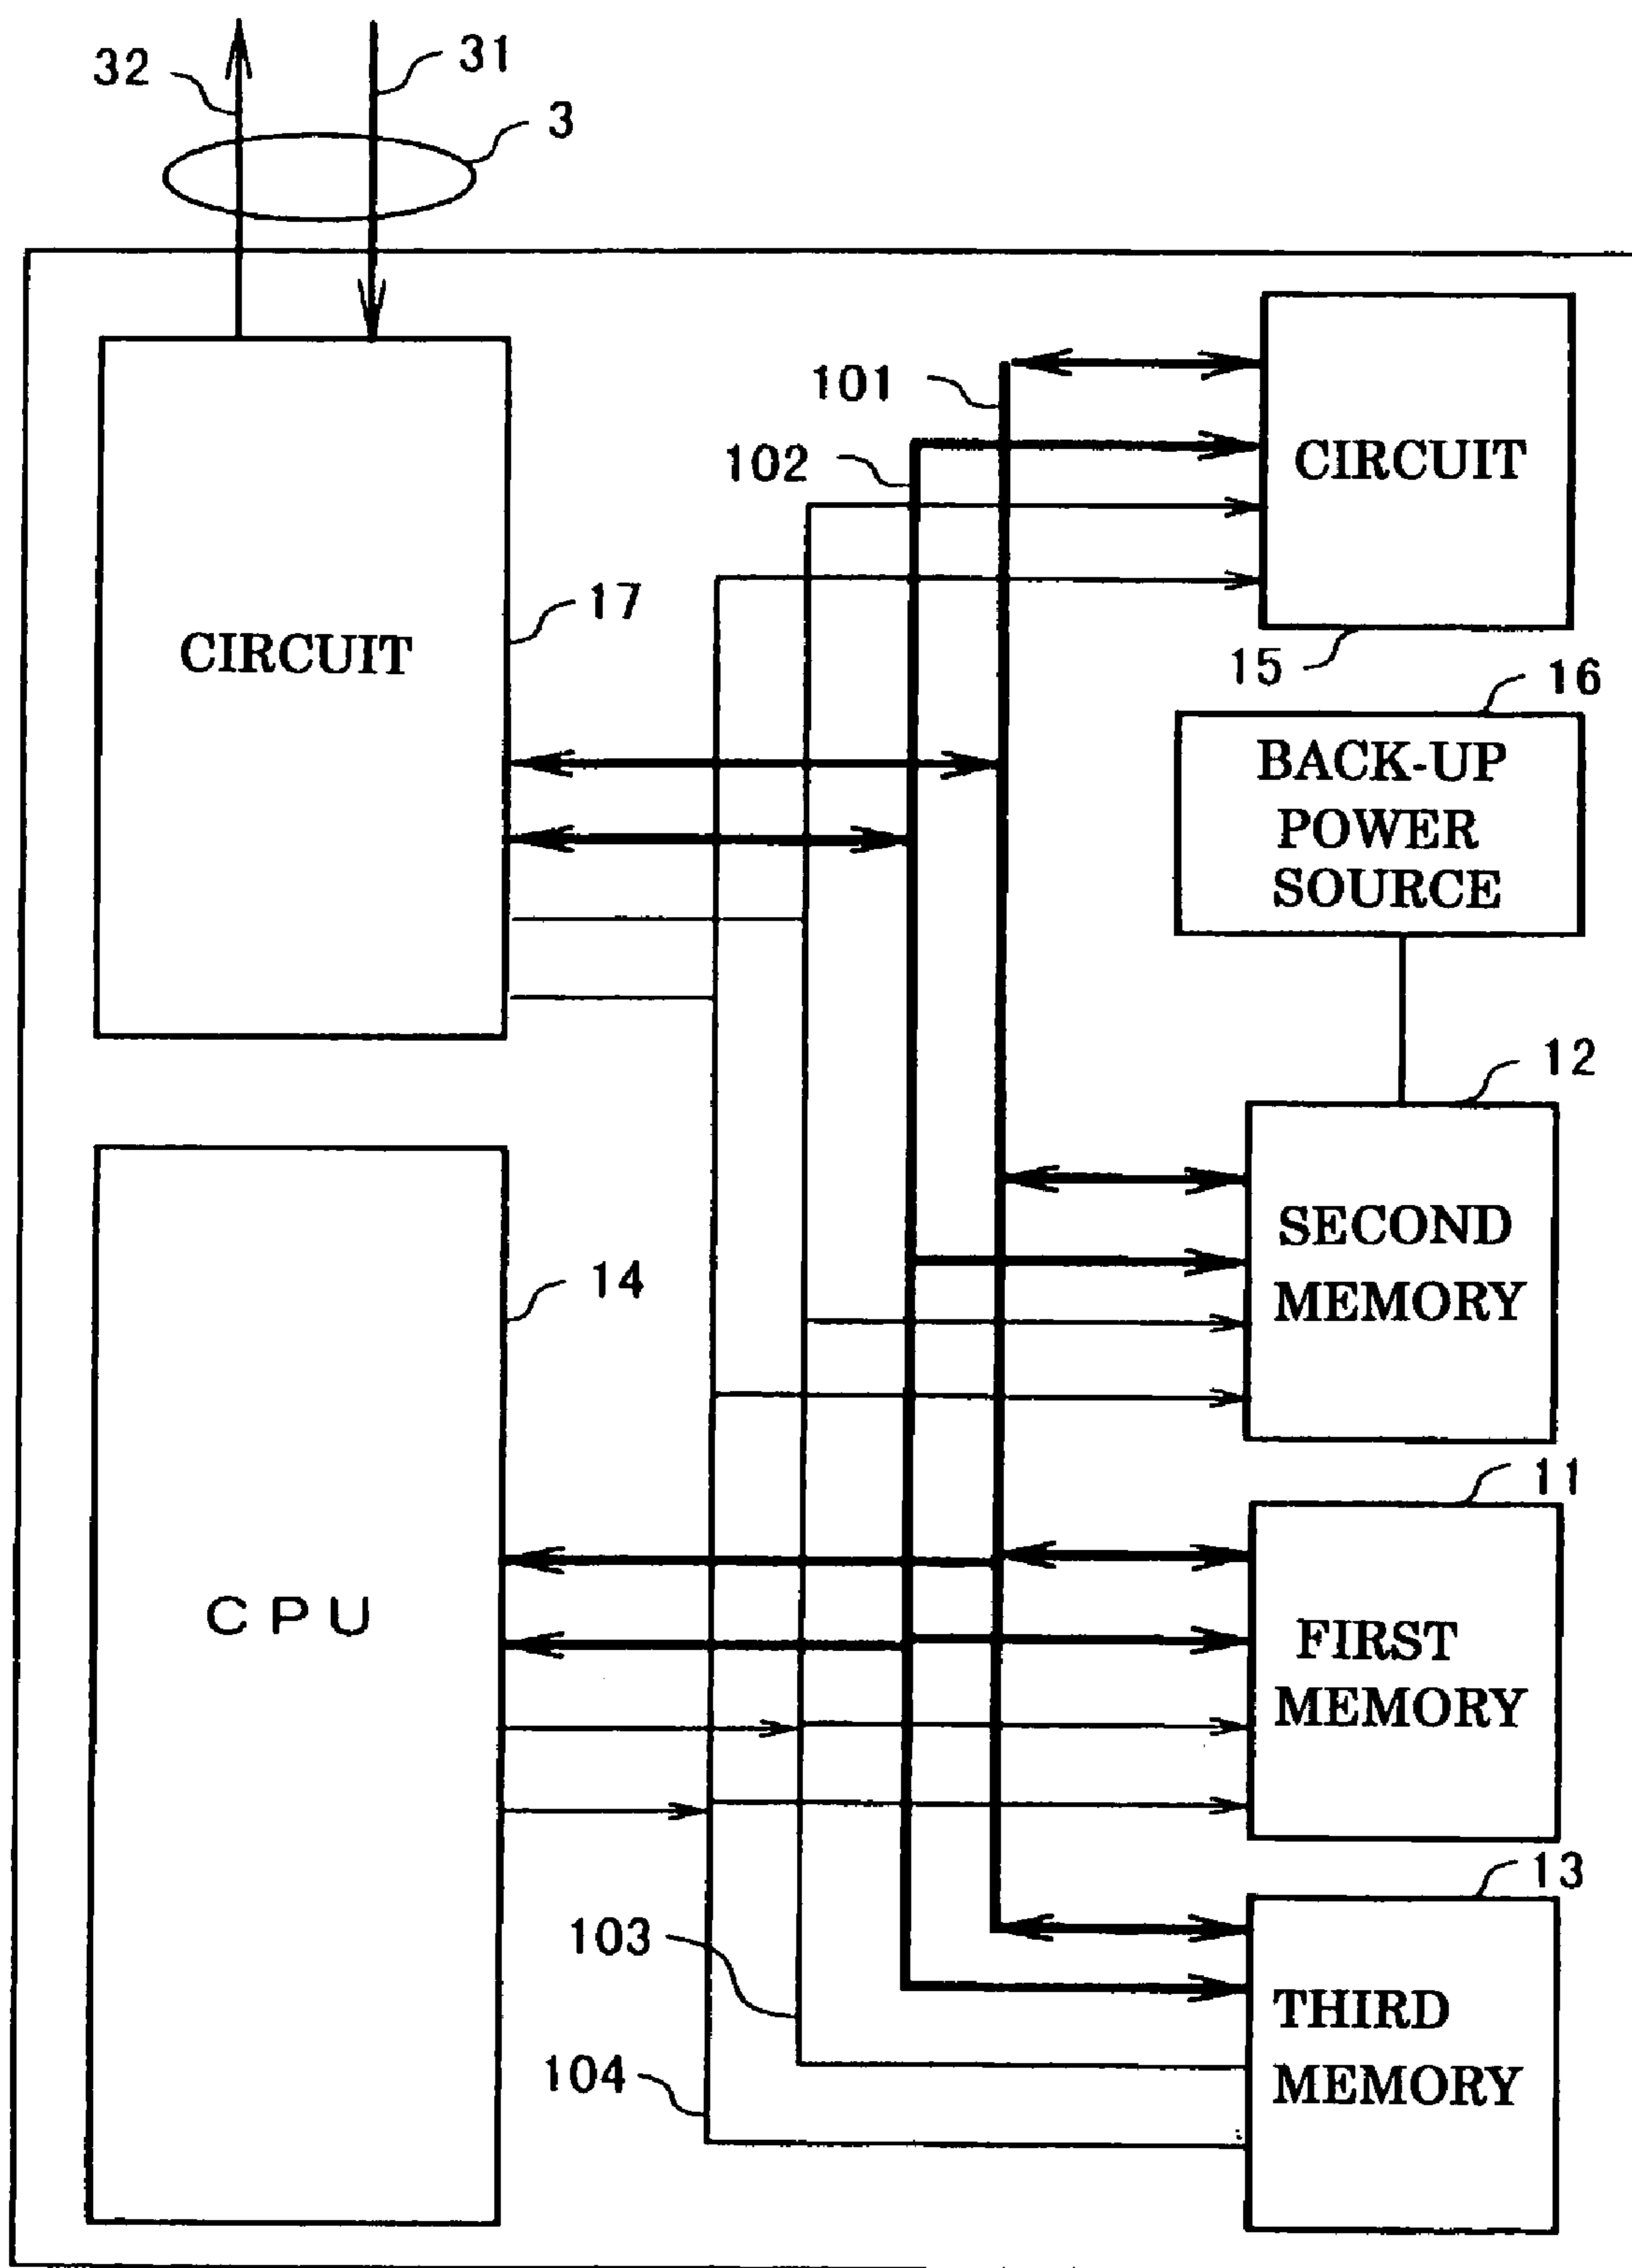 32
31
3
101
CIRCUIT
102
17
CIRCUIT
15
16
BACK-UP
POWER
SOURCE
12
14
SECOND
MEMORY
11
CPU
FIRST
MEMORY
13
103
THIRD
104
MEMORY